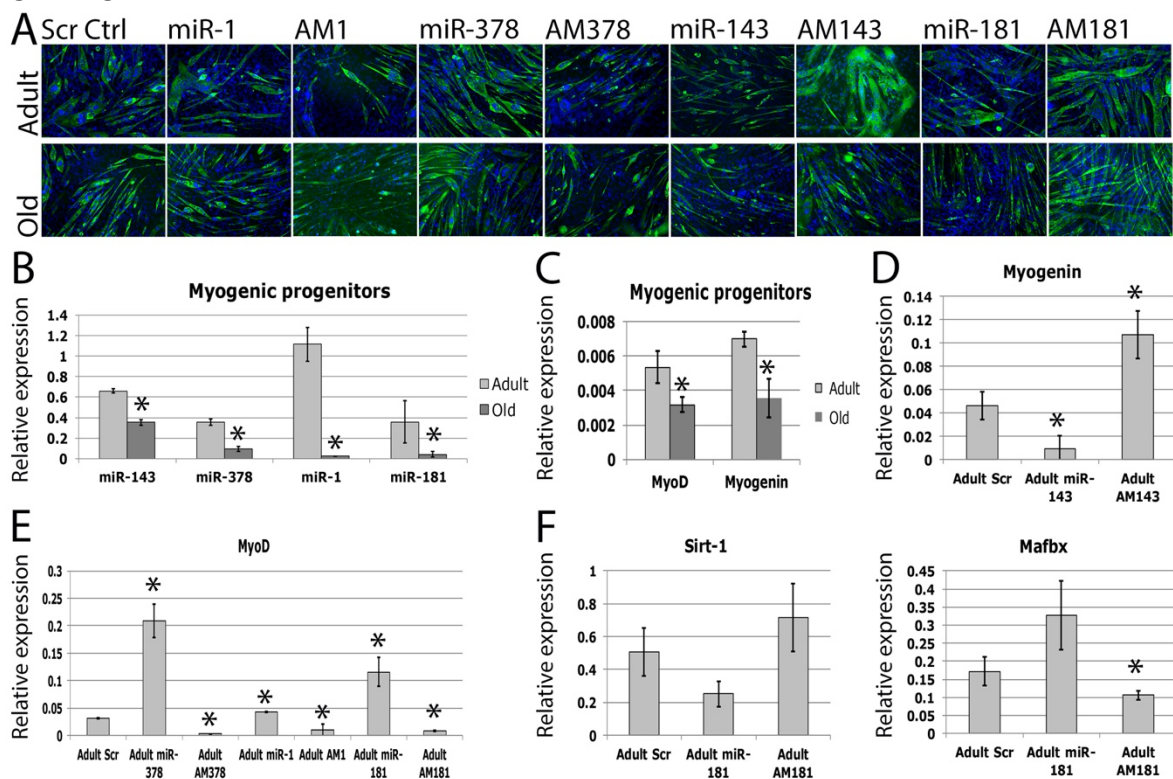 A
Scr Ctrl miR-1 AM1 miR-378 AM378 miR-143 AM143 miR-181 AM181
Adult
Old
B
Myogenic progenitors
Relative expression
1.4
1.2
1
0.8
0.6
0.4
0.2
0
* * * *
miR-143 miR-378 miR-1 miR-181
Adult
Old
C
Myogenic progenitors
Relative expression
0.008
0.006
0.004
0.002
0
* *
MyoD Myogenin
Adult
Old
D
Myogenin
Relative expression
0.14
0.12
0.1
0.08
0.06
0.04
0.02
0
* *
Adult Scr Adult miR-143 Adult AM143
E
MyoD
Relative expression
0.3
0.25
0.2
0.15
0.1
0.05
0
* * * * * *
Adult Scr Adult miR-378 Adult AM378 Adult miR-1 Adult AM1 Adult miR-181 Adult AM181
F
Sirt-1
Relative expression
1
0.8
0.6
0.4
0.2
0
Adult Scr Adult miR-181 Adult AM181
Mafbx
Relative expression
0.45
0.4
0.35
0.3
0.25
0.2
0.15
0.1
0.05
0
*
Adult Scr Adult miR-181 Adult AM181